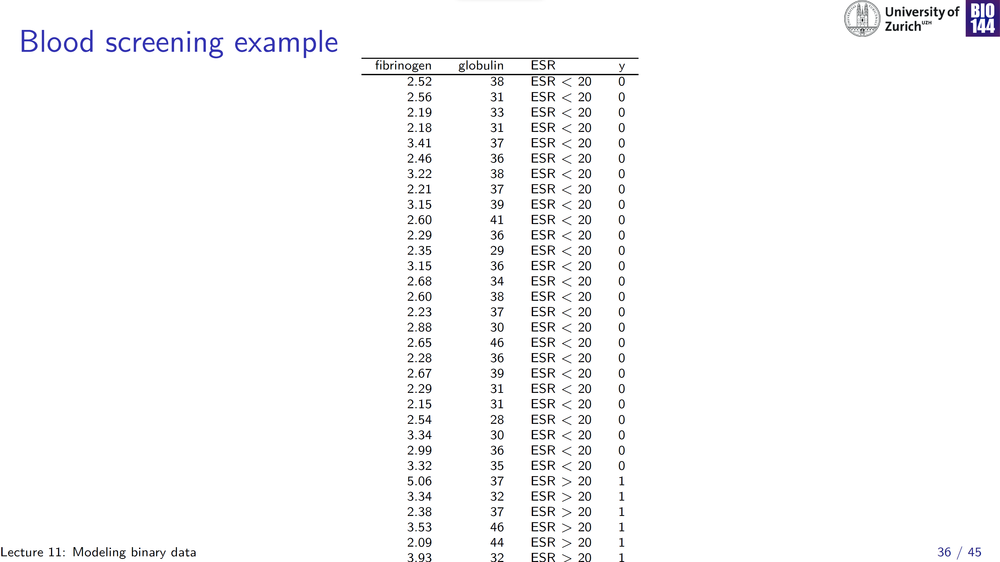 University of
Zurich UZH
BIO
144
Blood screening example
fibrinogen globulin ESR y
2.52 38 ESR < 20 0
2.56 31 ESR < 20 0
2.19 33 ESR < 20 0
2.18 31 ESR < 20 0
3.41 37 ESR < 20 0
2.46 36 ESR < 20 0
3.22 38 ESR < 20 0
2.21 37 ESR < 20 0
3.15 39 ESR < 20 0
2.60 41 ESR < 20 0
2.29 36 ESR < 20 0
2.35 29 ESR < 20 0
3.15 36 ESR < 20 0
2.68 34 ESR < 20 0
2.60 38 ESR < 20 0
2.23 37 ESR < 20 0
2.88 30 ESR < 20 0
2.65 46 ESR < 20 0
2.28 36 ESR < 20 0
2.67 39 ESR < 20 0
2.29 31 ESR < 20 0
2.15 31 ESR < 20 0
2.54 28 ESR < 20 0
3.34 30 ESR < 20 0
2.99 36 ESR < 20 0
3.32 35 ESR < 20 0
5.06 37 ESR > 20 1
3.34 32 ESR > 20 1
2.38 37 ESR > 20 1
3.53 46 ESR > 20 1
2.09 44 ESR > 20 1
3.93 32 ESR > 20 1
Lecture 11: Modeling binary data
36 / 45